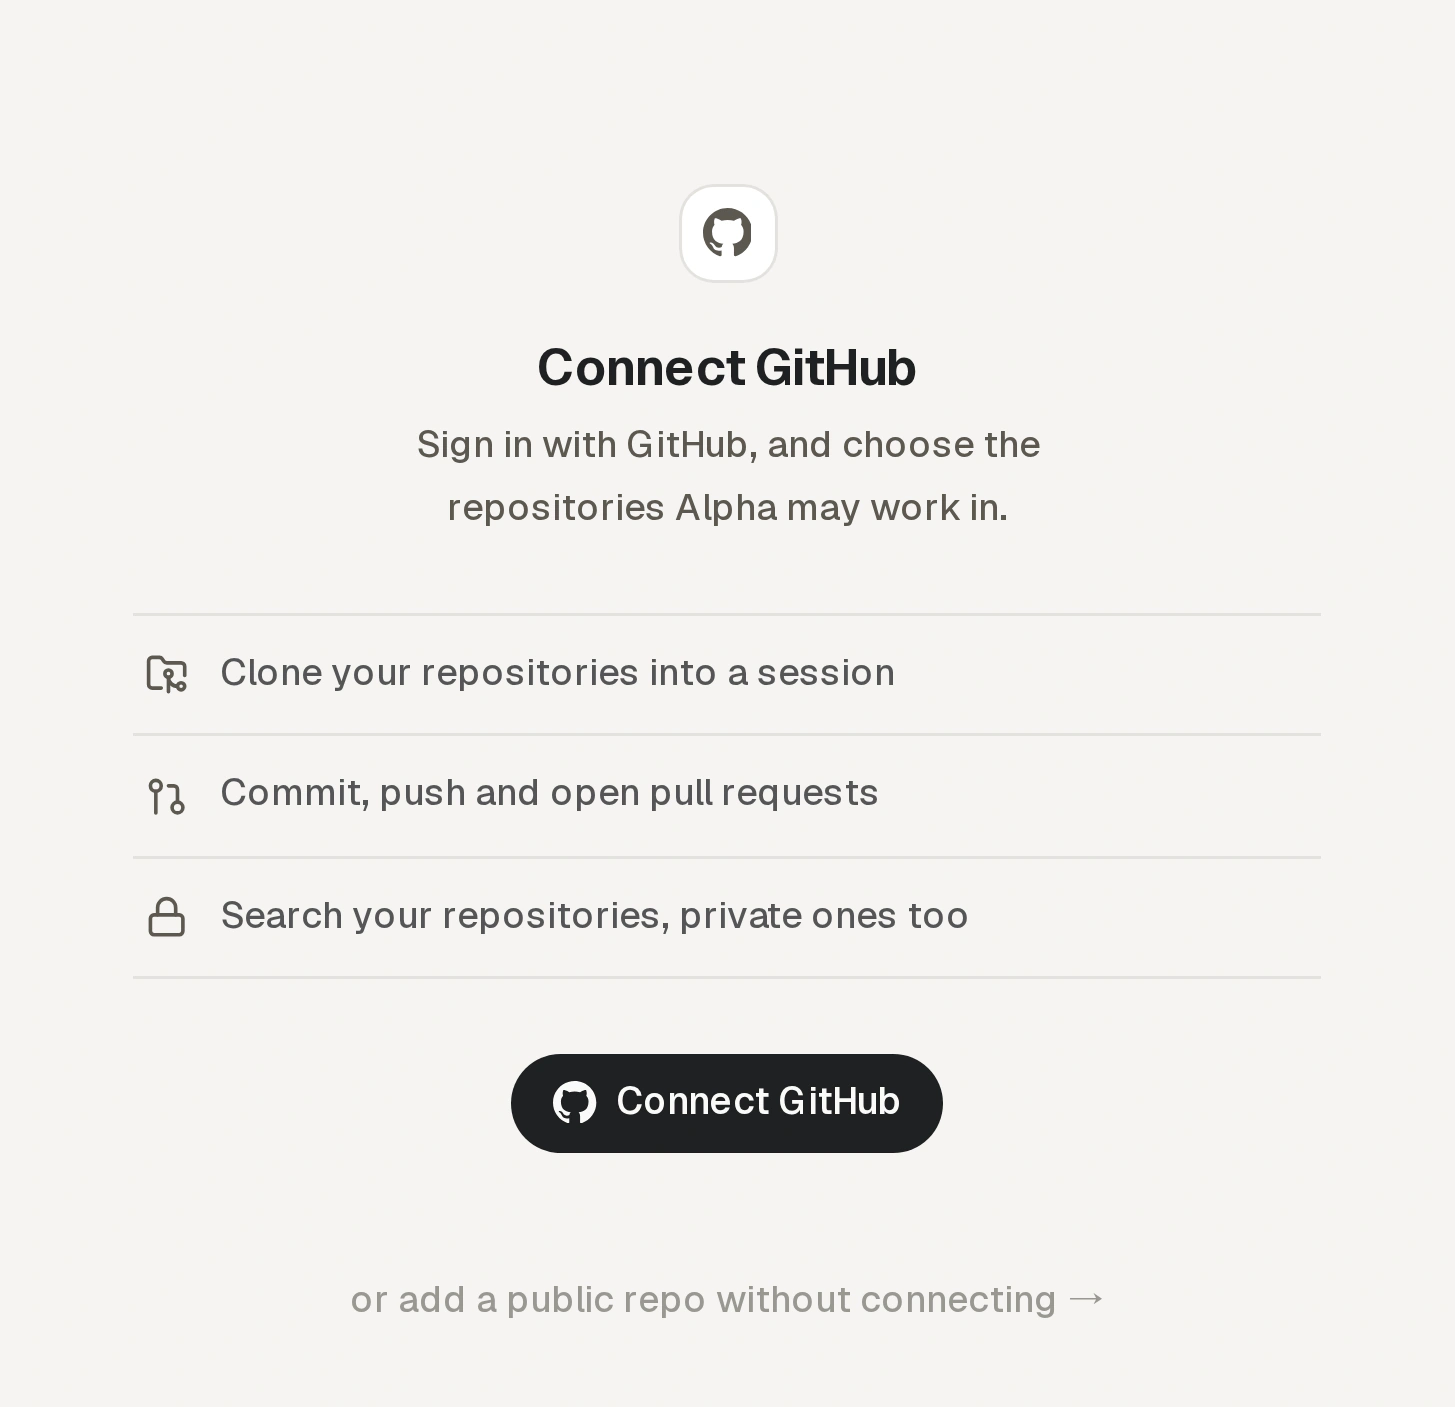 Connect GitHub
Sign in with GitHub, and choose the
repositories Alpha may work in.
Clone your repositories into a session
Commit, push and open pull requests
Search your repositories, private ones too
Connect GitHub
or add a public repo without connecting →